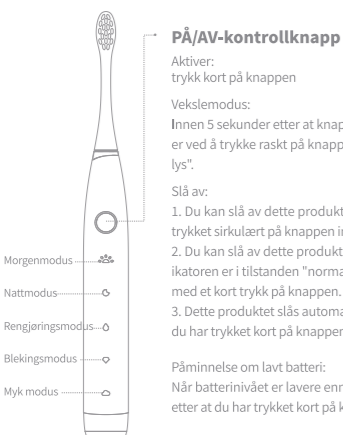 PÅ/AV-kontrollknapp
Aktiver:
trykk kort på knappen
Vekslemodus:
Innen 5 sekunder etter at knap
er ved å trykke raskt på knapp
lys".
Slå av:
1. Du kan slå av dette produkt
trykket sirkulært på knappen i
2. Du kan slå av dette produkt
ikatoren er i tilstanden "norma
med et kort trykk på knappen.
3. Dette produktet slås automa
du har trykket kort på knappen
Påminnelse om lavt batteri:
Når batterinivået er lavere enn
etter at du har trykket kort på k
Morgenmodus
Nattmodus
Rengjøringsmodus
Blekingsmodus
Myk modus